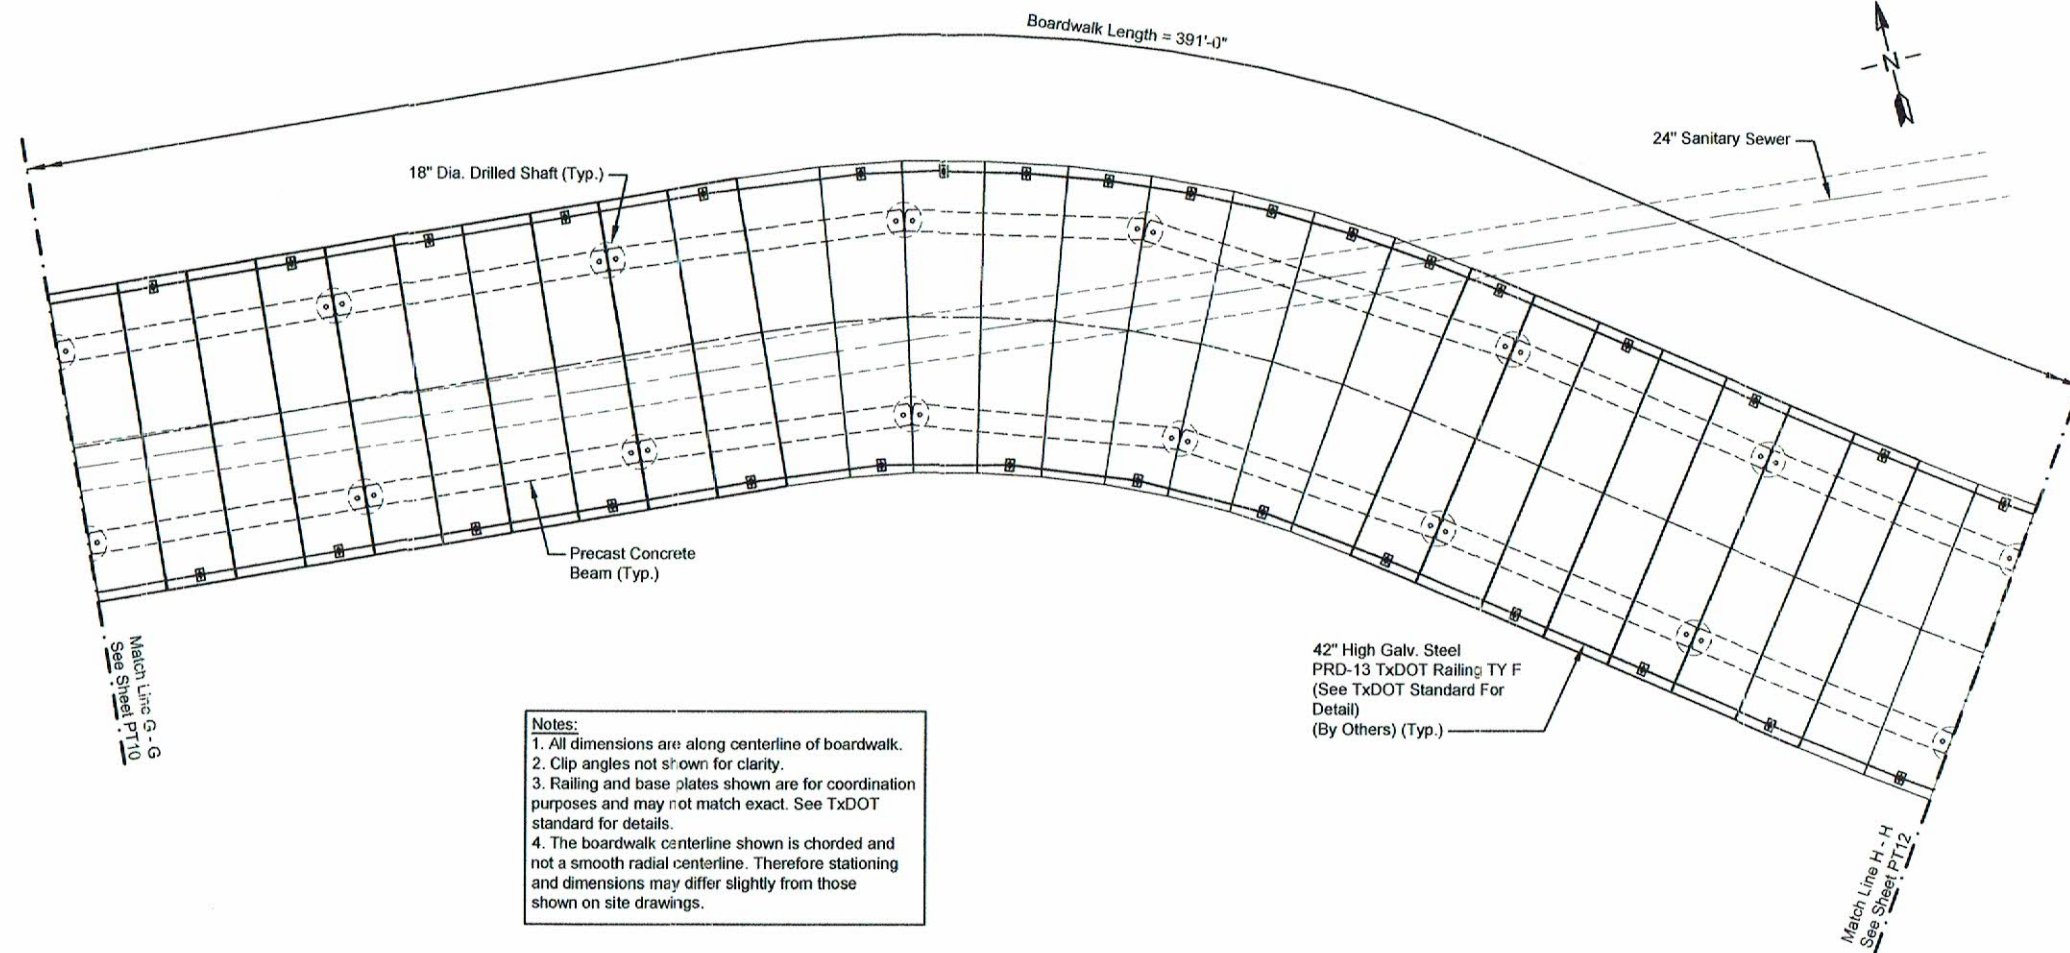 Boardwalk Length = 391'-0"
N
24" Sanitary Sewer
18" Dia. Drilled Shaft (Typ.)
Precast Concrete
Beam (Typ.)
42" High Galv. Steel
PRD-13 TxDOT Railing TY F
(See TxDOT Standard For
Detail)
(By Others) (Typ.)
Match Line G - G
See Sheet PT10
Notes:
1. All dimensions are along centerline of boardwalk.
2. Clip angles not shown for clarity.
3. Railing and base plates shown are for coordination
purposes and may not match exact. See TxDOT
standard for details.
4. The boardwalk centerline shown is chorded and
not a smooth radial centerline. Therefore stationing
and dimensions may differ slightly from those
shown on site drawings.
Match Line H - H
See Sheet PT12